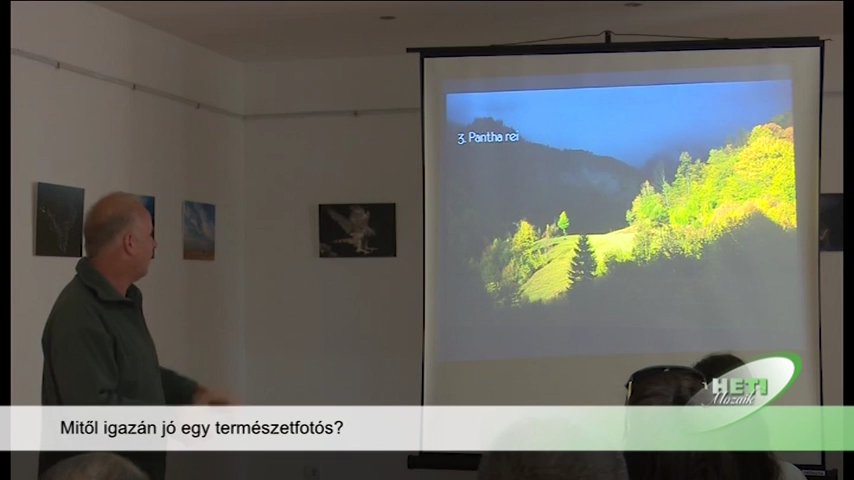 3. Pantha rei
HETI
Mozaik
Mitől igazán jó egy természetfotós?